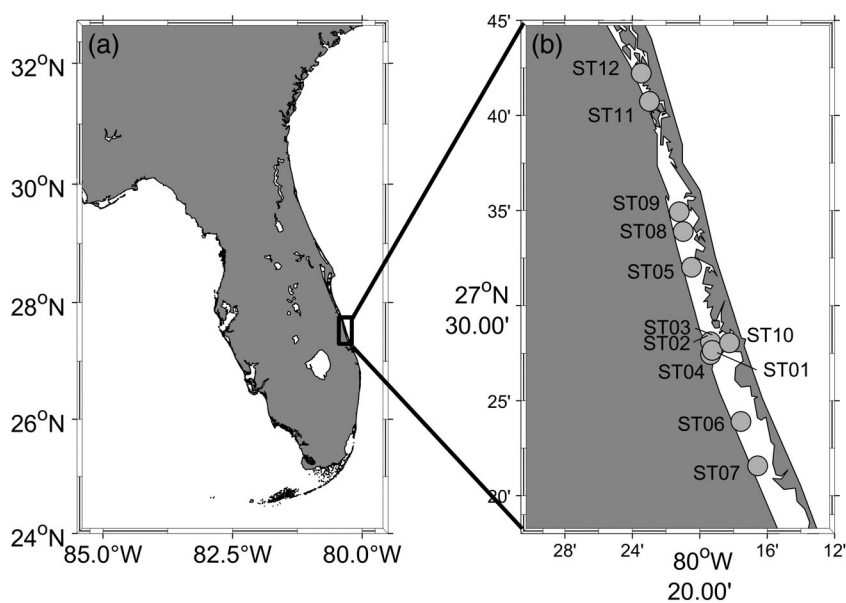 (a)
32°N
30°N
28°N
26°N
24°N
85.0°W
82.5°W
80.0°W
(b)
45'
40'
35'
27°N
30.00'
25'
20'
28'
24'
80°W
20.00'
16'
12'
ST12
ST11
ST09
ST08
ST05
ST03
ST02
ST10
ST04
ST01
ST06
ST07